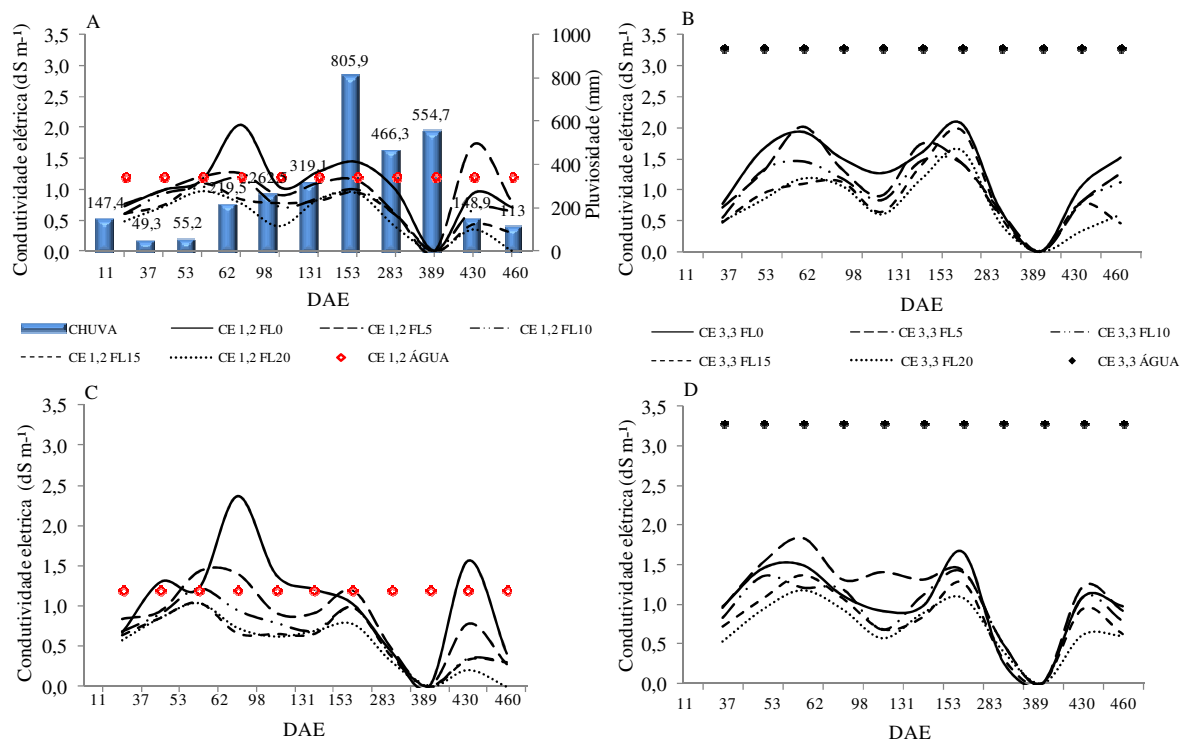 A
Condutividade elétrica (dS m-¹)
3,5
3,0
2,5
2,0
1,5
1,0
0,5
0,0
1000
800
600
400
200
0
Pluviosidade (mm)
147,4
49,3
55,2
219,5
319,1
805,9
466,3
554,7
148,9
113
11 37 53 62 98 131 153 283 389 430 460
DAE
CHUVA CE 1,2 FL0 CE 1,2 FL5 CE 1,2 FL10
CE 1,2 FL15 CE 1,2 FL20 CE 1,2 ÁGUA
B
Condutividade elétrica (dS m-¹)
3,5
3,0
2,5
2,0
1,5
1,0
0,5
0,0
11 37 53 62 98 131 153 283 389 430 460
DAE
CE 3,3 FL0 CE 3,3 FL5 CE 3,3 FL10
CE 3,3 FL15 CE 3,3 FL20 CE 3,3 ÁGUA
C
Condutividade eletrica (dS m-¹)
3,5
3,0
2,5
2,0
1,5
1,0
0,5
0,0
11 37 53 62 98 131 153 283 389 430 460
DAE
D
Condutividade elétrica (dS m-¹)
3,5
3,0
2,5
2,0
1,5
1,0
0,5
0,0
11 37 53 62 98 131 153 283 389 430 460
DAE